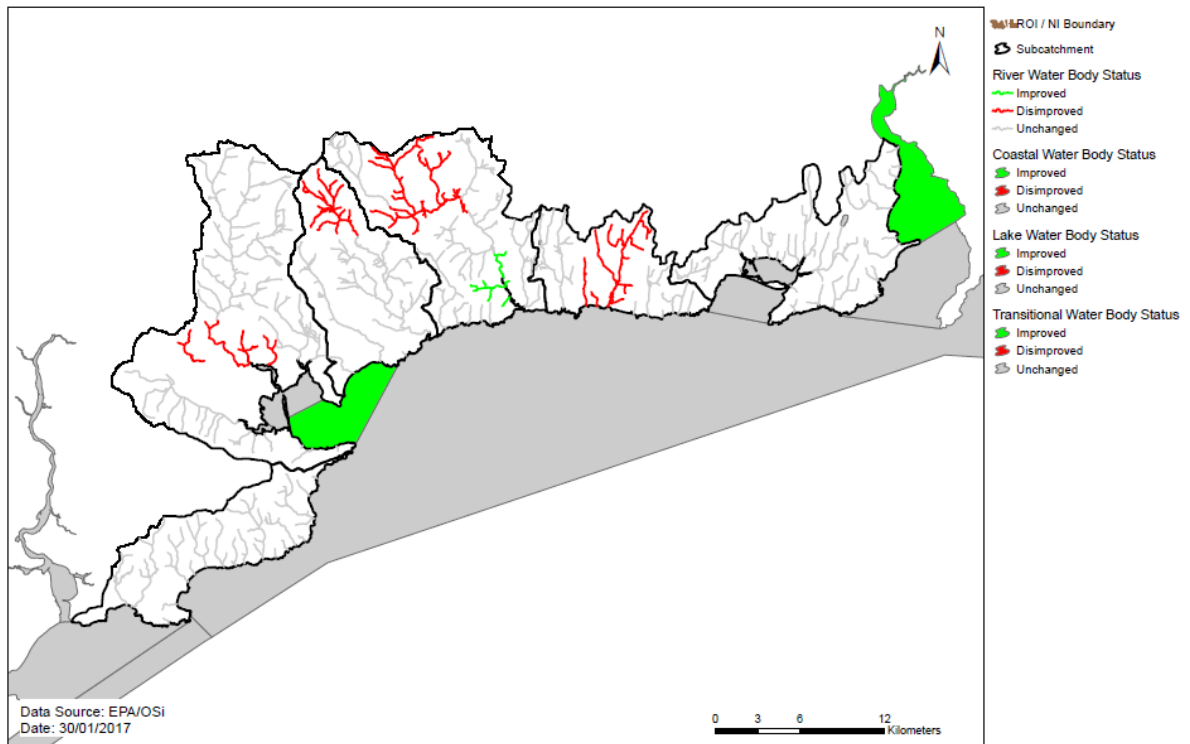 N
ROI / NI Boundary
Subcatchment
River Water Body Status
Improved
Disimproved
Unchanged
Coastal Water Body Status
Improved
Disimproved
Unchanged
Lake Water Body Status
Improved
Disimproved
Unchanged
Transitional Water Body Status
Improved
Disimproved
Unchanged
Data Source: EPA/OSi
Date: 30/01/2017
0 3 6 12
Kilometers